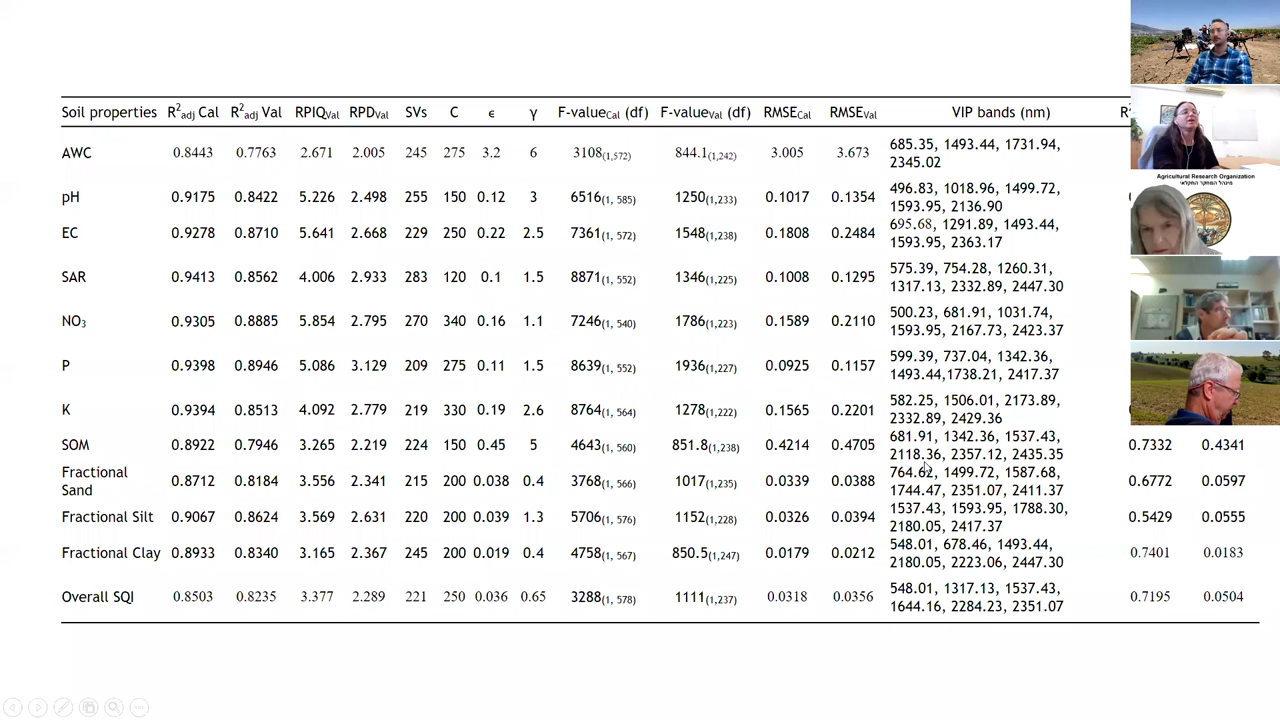 Soil properties R²adj Cal R²adj Val RPIQVal RPDVal SVs C ϵ γ F-valueCal (df) F-valueVal (df) RMSECal RMSEVal VIP bands (nm)
AWC 0.8443 0.7763 2.671 2.005 245 275 3.2 6 3108(1,572) 844.1(1,242) 3.005 3.673 685.35, 1493.44, 1731.94,
2345.02
pH 0.9175 0.8422 5.226 2.498 255 150 0.12 3 6516(1, 585) 1250(1,233) 0.1017 0.1354 496.83, 1018.96, 1499.72,
1593.95, 2136.90
EC 0.9278 0.8710 5.641 2.668 229 250 0.22 2.5 7361(1, 572) 1548(1,238) 0.1808 0.2484 695.68, 1291.89, 1493.44,
1593.95, 2363.17
SAR 0.9413 0.8562 4.006 2.933 283 120 0.1 1.5 8871(1, 552) 1346(1,225) 0.1008 0.1295 575.39, 754.28, 1260.31,
1317.13, 2332.89, 2447.30
NO3 0.9305 0.8885 5.854 2.795 270 340 0.16 1.1 7246(1, 540) 1786(1,223) 0.1589 0.2110 500.23, 681.91, 1031.74,
1593.95, 2167.73, 2423.37
P 0.9398 0.8946 5.086 3.129 209 275 0.11 1.5 8639(1, 552) 1936(1,227) 0.0925 0.1157 599.39, 737.04, 1342.36,
1493.44,1738.21, 2417.37
K 0.9394 0.8513 4.092 2.779 219 330 0.19 2.6 8764(1, 564) 1278(1,222) 0.1565 0.2201 582.25, 1506.01, 2173.89,
2332.89, 2429.36
SOM 0.8922 0.7946 3.265 2.219 224 150 0.45 5 4643(1, 560) 851.8(1,238) 0.4214 0.4705 681.91, 1342.36, 1537.43,
2118.36, 2357.12, 2435.35 0.7332 0.4341
Fractional
Sand 0.8712 0.8184 3.556 2.341 215 200 0.038 0.4 3768(1, 566) 1017(1,235) 0.0339 0.0388 764.62, 1499.72, 1587.68,
1744.47, 2351.07, 2411.37 0.6772 0.0597
Fractional Silt 0.9067 0.8624 3.569 2.631 220 200 0.039 1.3 5706(1, 576) 1152(1,228) 0.0326 0.0394 1537.43, 1593.95, 1788.30,
2180.05, 2417.37 0.5429 0.0555
Fractional Clay 0.8933 0.8340 3.165 2.367 245 200 0.019 0.4 4758(1, 567) 850.5(1,247) 0.0179 0.0212 548.01, 678.46, 1493.44,
2180.05, 2223.06, 2447.30 0.7401 0.0183
Overall SQI 0.8503 0.8235 3.377 2.289 221 250 0.036 0.65 3288(1, 578) 1111(1,237) 0.0318 0.0356 548.01, 1317.13, 1537.43,
1644.16, 2284.23, 2351.07 0.7195 0.0504
Agricultural Research Organization
מינהל המחקר החקלאי